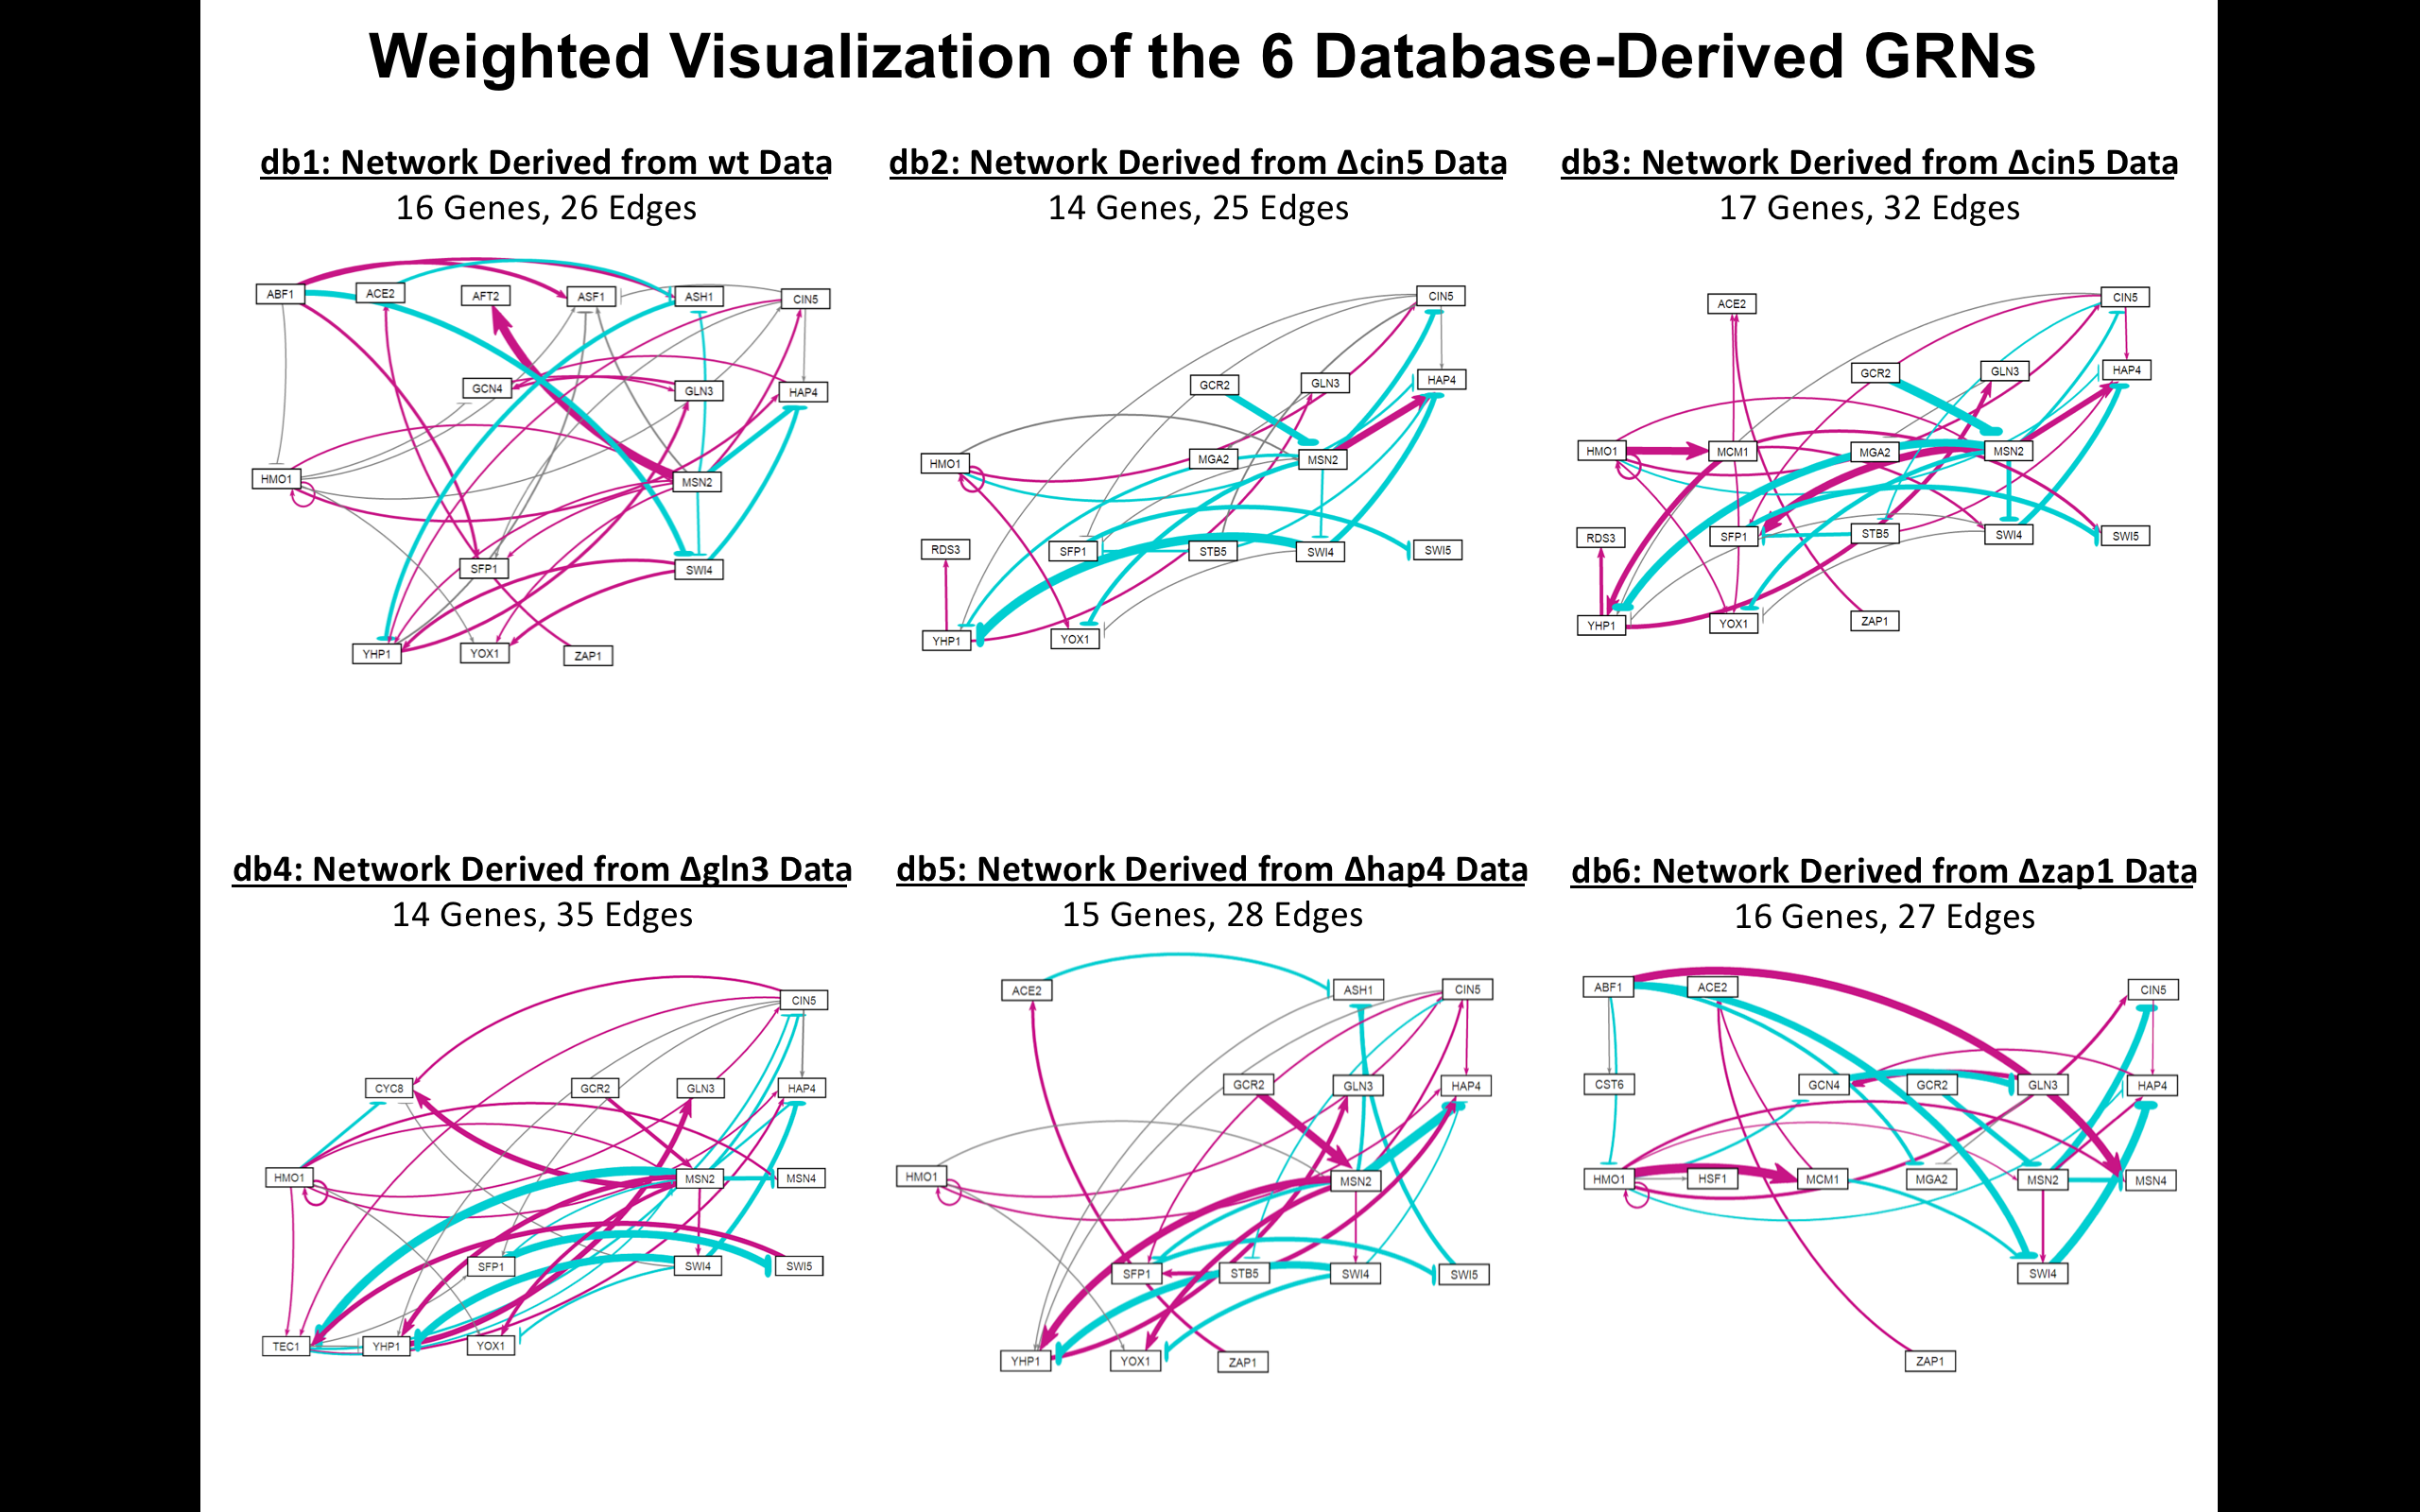 Weighted Visualization of the 6 Database-Derived GRNs
db1: Network Derived from wt Data
16 Genes, 26 Edges
ABF1
ACE2
AFT2
ASF1
ASH1
CIN5
GCN4
GLN3
HAP4
HMO1
MSN2
SFP1
SWI4
YHP1
YOX1
ZAP1
db2: Network Derived from Δcin5 Data
14 Genes, 25 Edges
CIN5
GCR2
GLN3
HAP4
HMO1
MGA2
MSN2
RDS3
SFP1
STB5
SWI4
SWI5
YHP1
YOX1
db3: Network Derived from Δcin5 Data
17 Genes, 32 Edges
ACE2
CIN5
GCR2
GLN3
HAP4
HMO1
MCM1
MGA2
MSN2
RDS3
SFP1
STB5
SWI4
SWI5
YHP1
YOX1
ZAP1
db4: Network Derived from Δgln3 Data
14 Genes, 35 Edges
CIN5
CYC8
GCR2
GLN3
HAP4
HMO1
MSN2
MSN4
SFP1
SWI4
SWI5
TEC1
YHP1
YOX1
db5: Network Derived from Δhap4 Data
15 Genes, 28 Edges
ACE2
ASH1
CIN5
GCR2
GLN3
HAP4
HMO1
MSN2
SFP1
STB5
SWI4
SWI5
YHP1
YOX1
ZAP1
db6: Network Derived from Δzap1 Data
16 Genes, 27 Edges
ABF1
ACE2
CIN5
CST6
GCN4
GCR2
GLN3
HAP4
HMO1
HSF1
MCM1
MGA2
MSN2
MSN4
SWI4
ZAP1